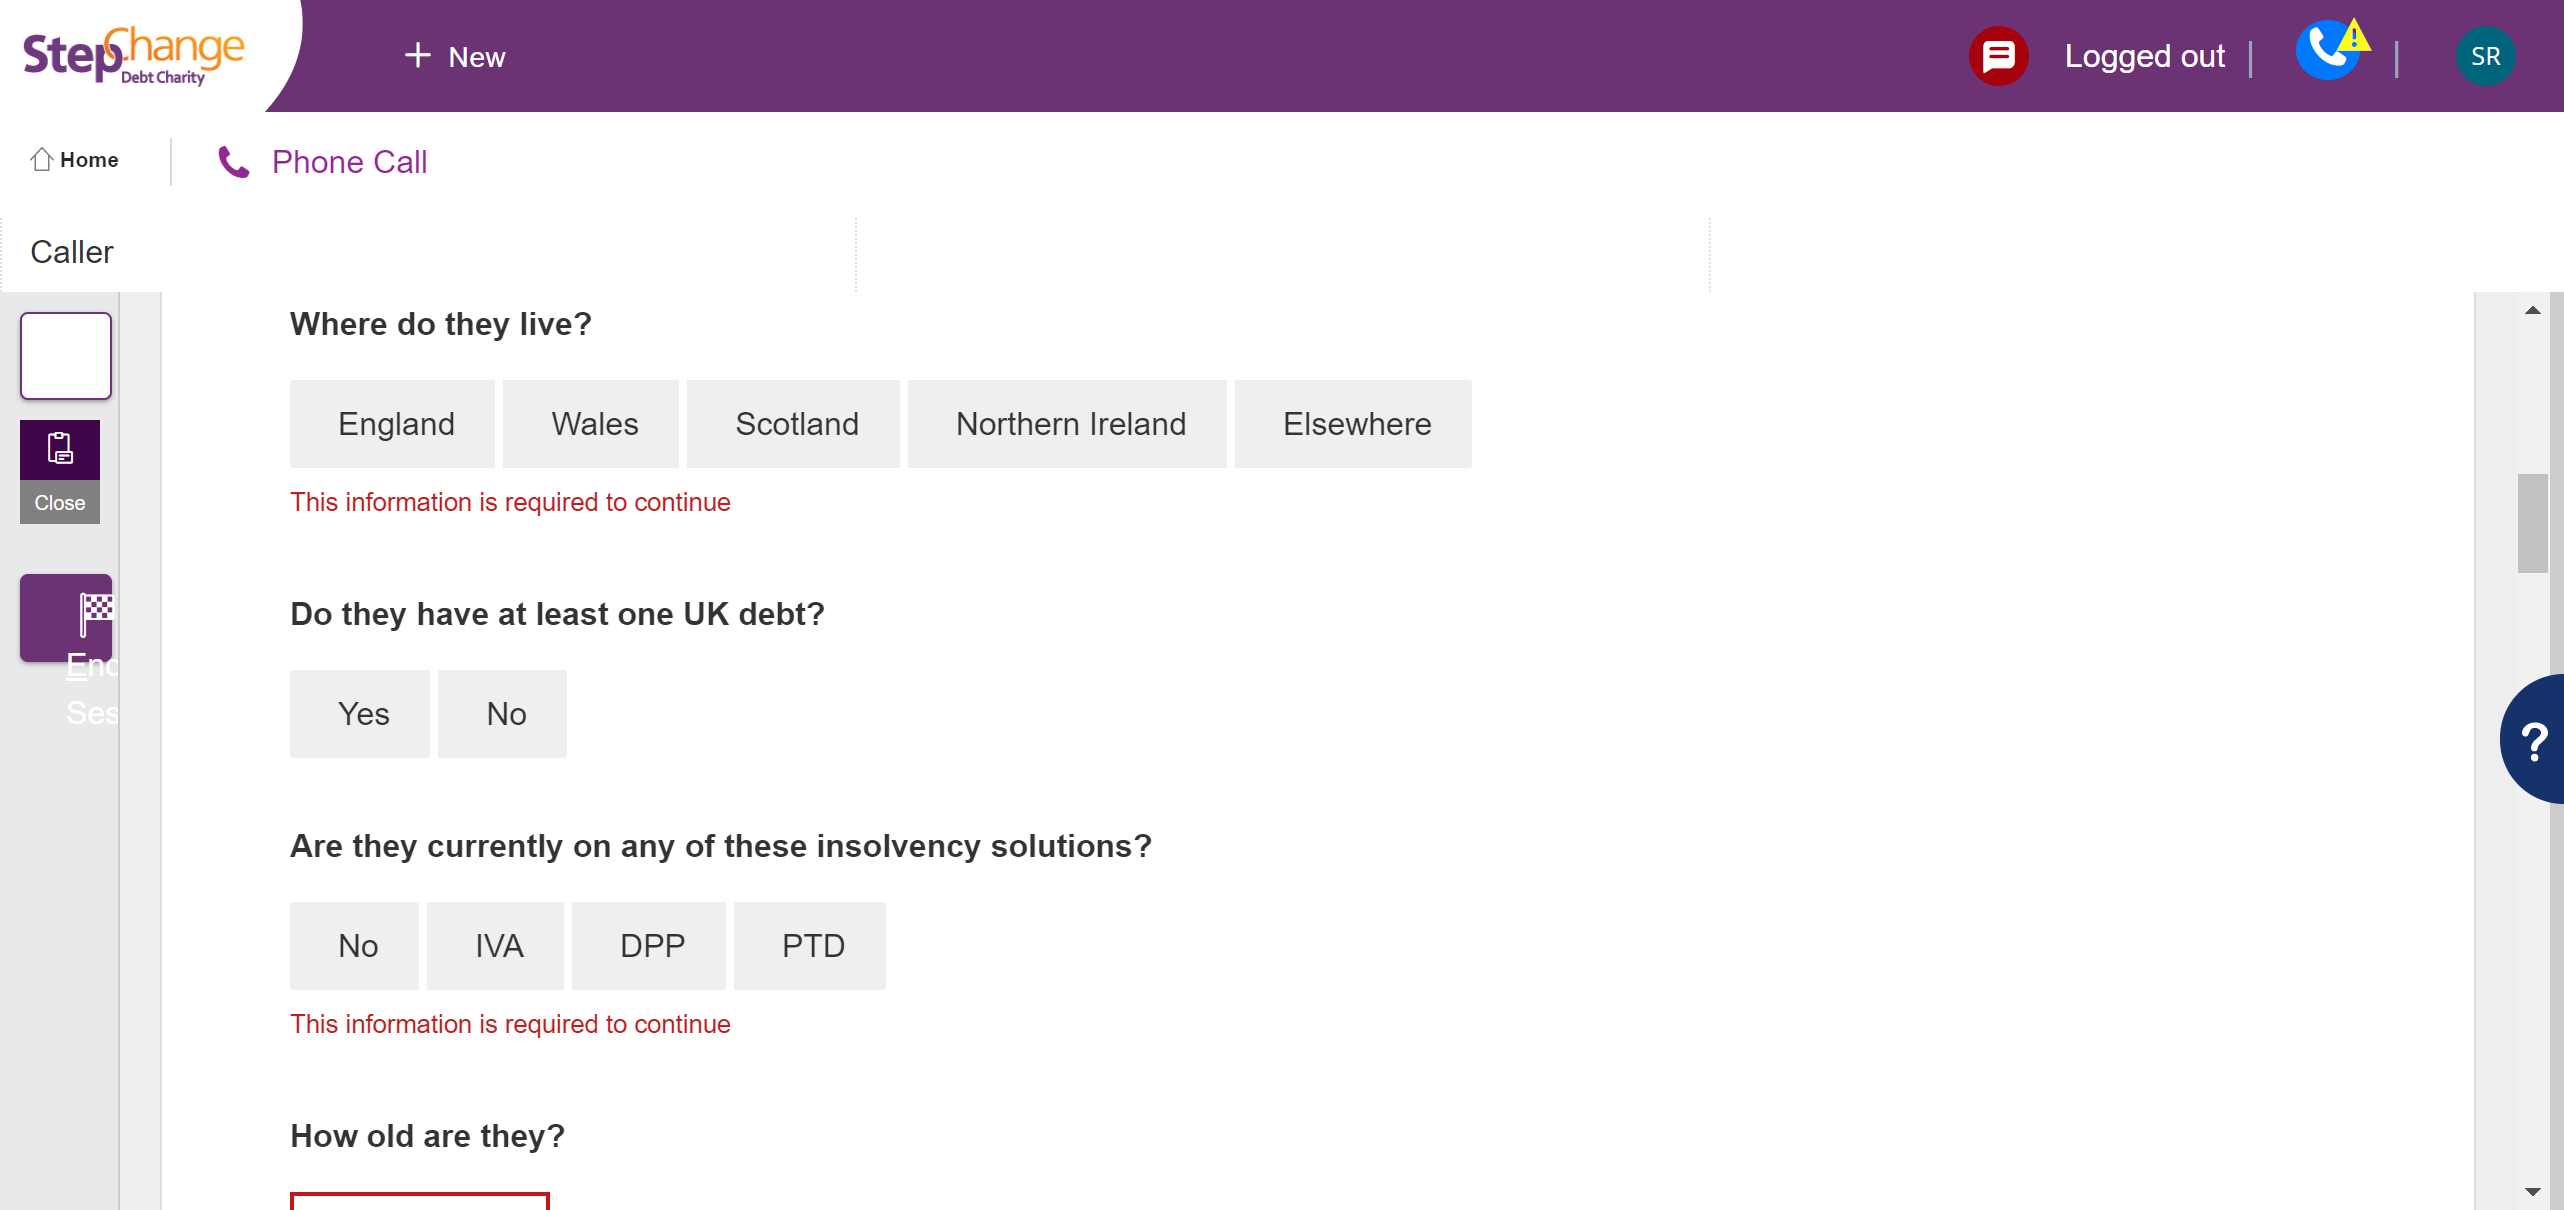 StepChange
Debt Charity
+ New
Logged out
SR
Home
Phone Call
Caller
Where do they live?
England Wales Scotland Northern Ireland Elsewhere
This information is required to continue
Close
Do they have at least one UK debt?
End
Ses
Yes No
?
Are they currently on any of these insolvency solutions?
No IVA DPP PTD
This information is required to continue
How old are they?